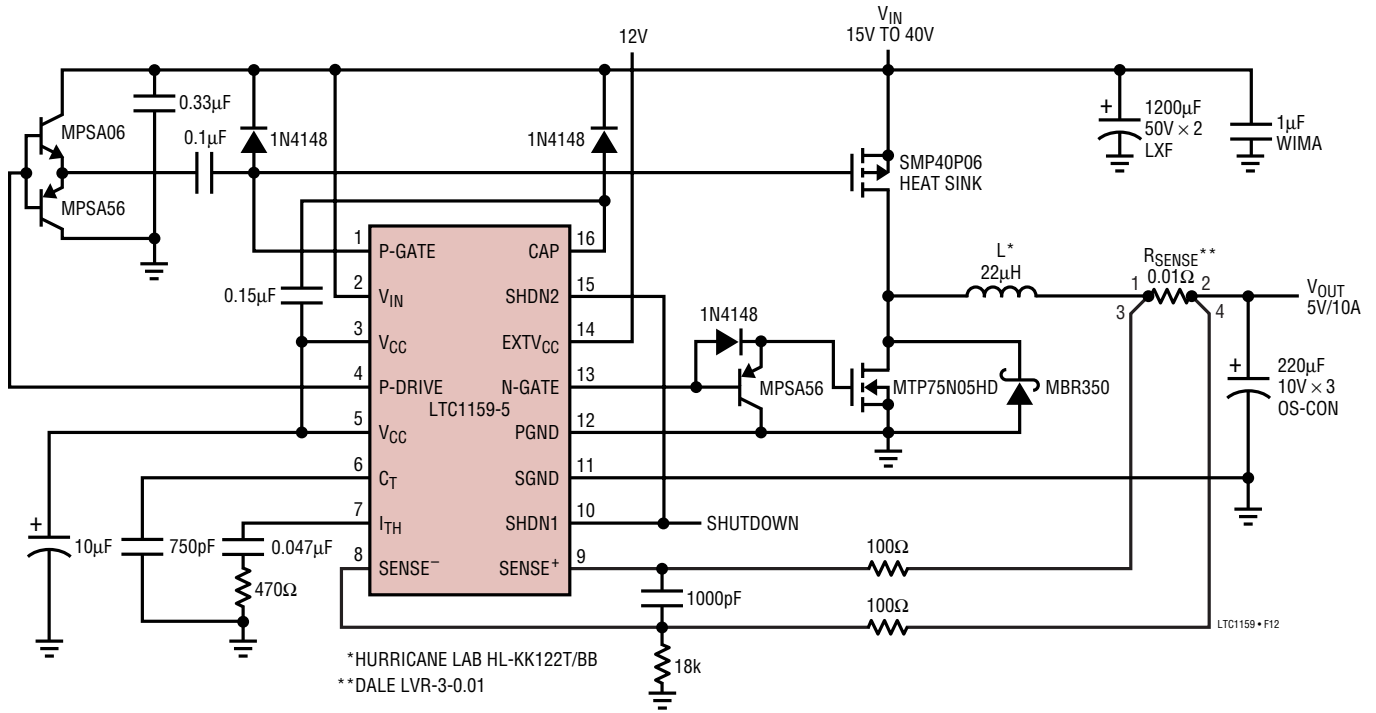 V_IN
15V TO 40V
12V
MPSA06
0.33µF
0.1µF
1N4148
1N4148
1200µF
50V × 2
LXF
1µF
WIMA
MPSA56
SMP40P06
HEAT SINK
+
0.15µF
1
P-GATE
2
V_IN
3
V_CC
4
P-DRIVE
5
V_CC
6
C_T
7
I_TH
8
SENSE⁻
LTC1159-5
CAP
16
SHDN2
15
EXTV_CC
14
N-GATE
13
PGND
12
SGND
11
SHDN1
10
SENSE⁺
9
L*
22µH
R_SENSE**
0.01Ω
1
2
3
4
V_OUT
5V/10A
1N4148
MPSA56
MTP75N05HD
MBR350
+
220µF
10V × 3
OS-CON
SHUTDOWN
+
10µF
750pF
0.047µF
470Ω
100Ω
1000pF
100Ω
18k
LTC1159 • F12
*HURRICANE LAB HL-KK122T/BB
**DALE LVR-3-0.01